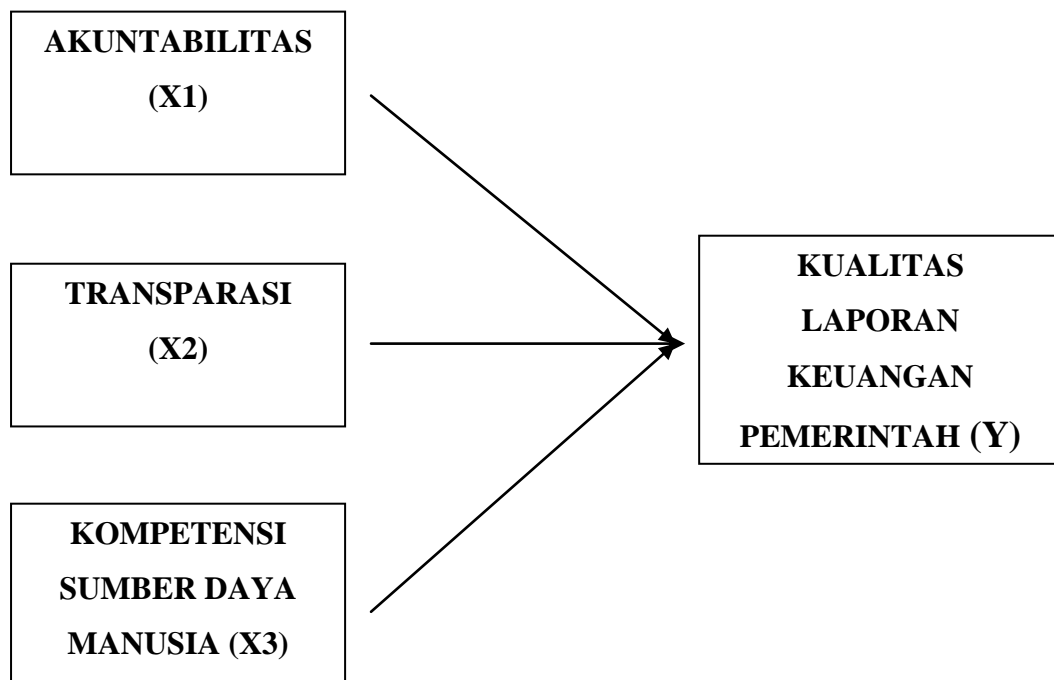 AKUNTABILITAS
(X1)
TRANSPARASI
(X2)
KOMPETENSI
SUMBER DAYA
MANUSIA (X3)
KUALITAS
LAPORAN
KEUANGAN
PEMERINTAH (Y)